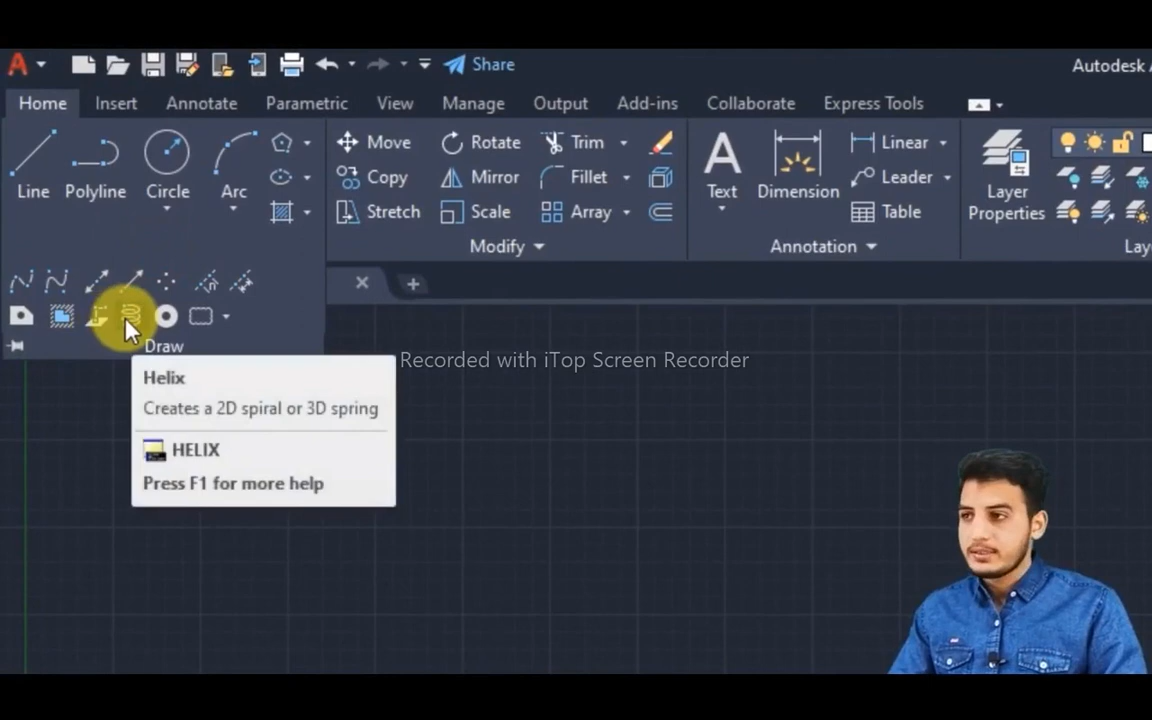 Share
Autodesk A
Home Insert Annotate Parametric View Manage Output Add-ins Collaborate Express Tools
Move Rotate Trim Linear
Line Polyline Circle Arc Copy Mirror Fillet Text Dimension Leader Layer
Properties
Stretch Scale Array Table
Modify Annotation Lay
Draw
Recorded with iTop Screen Recorder
Helix
Creates a 2D spiral or 3D spring
HELIX
Press F1 for more help